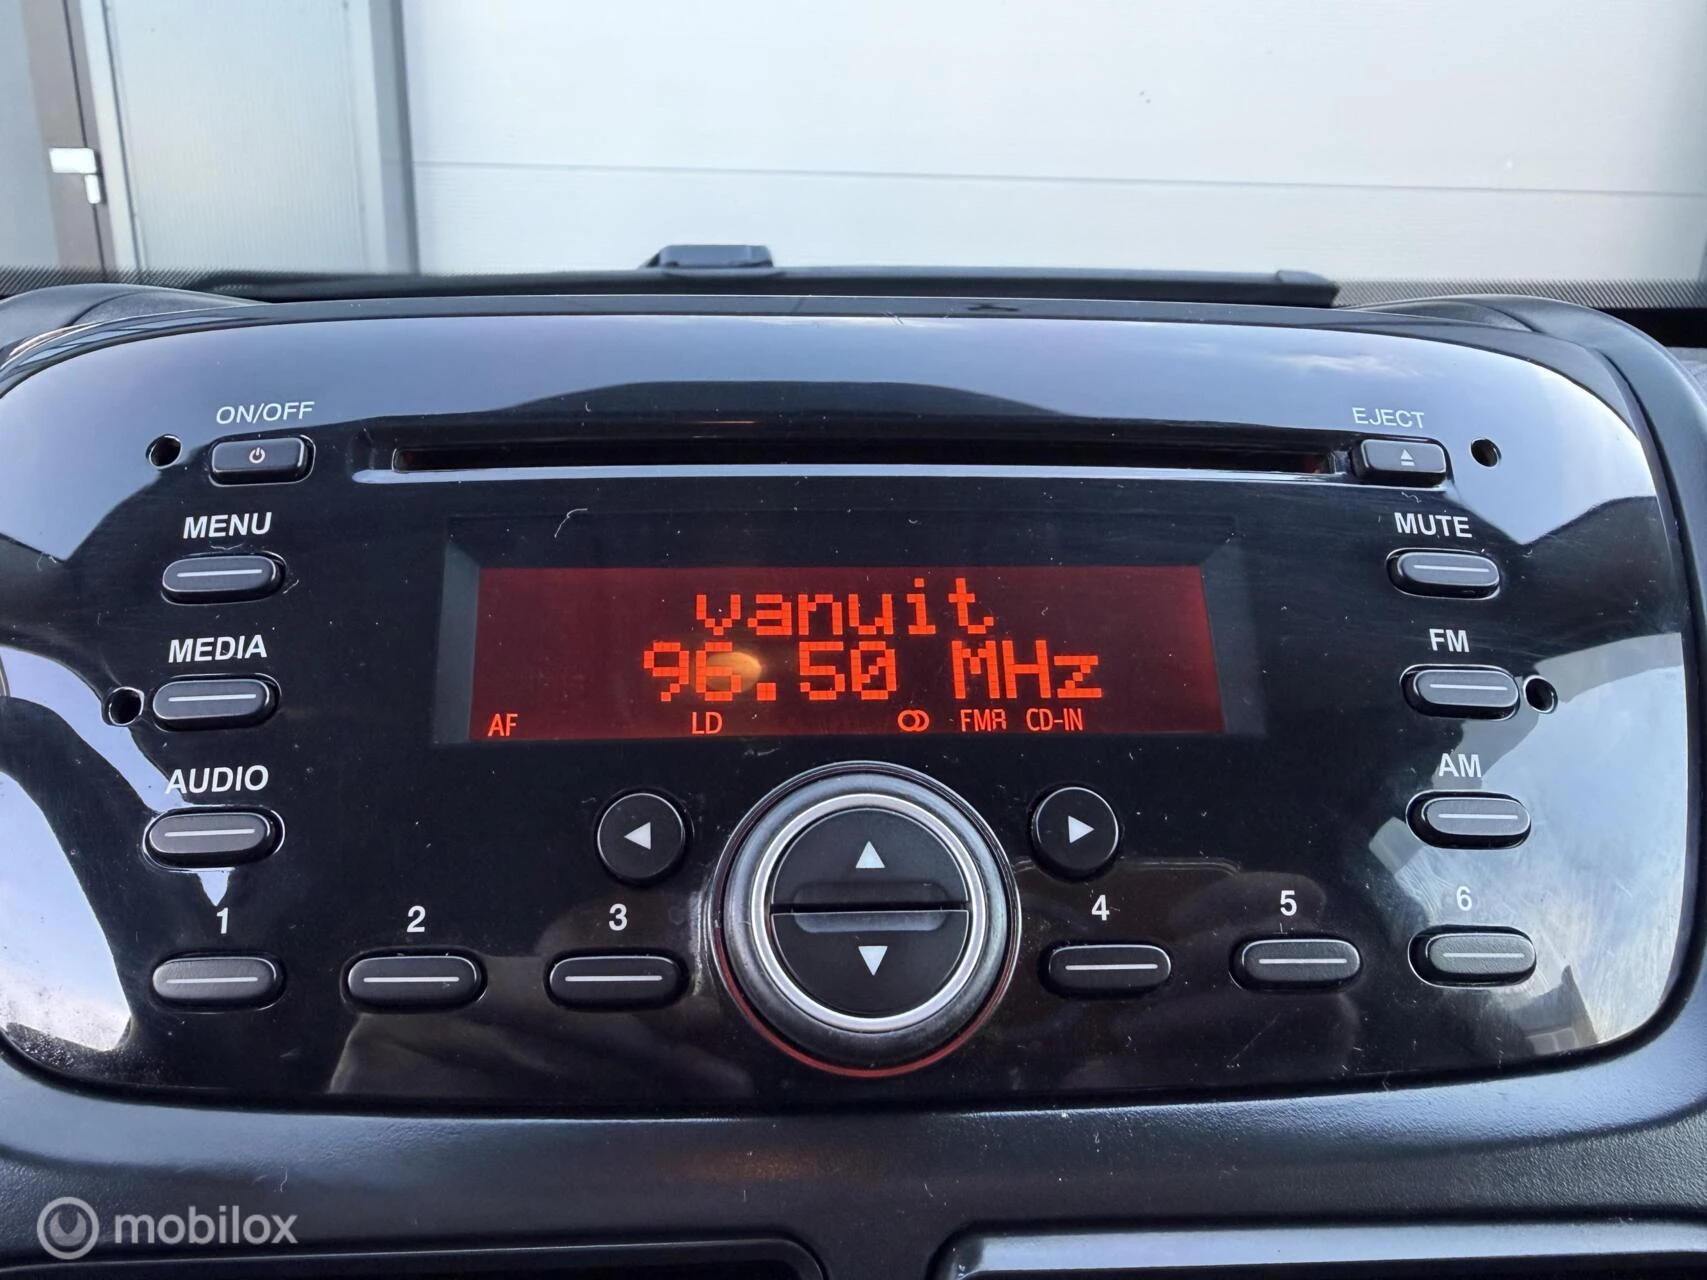 ON/OFF
EJECT
MENU
MUTE
vanuit
96.50 MHz
MEDIA
FM
AF LD FMR CD-IN
AUDIO
AM
1 2 3 4 5 6
mobilox